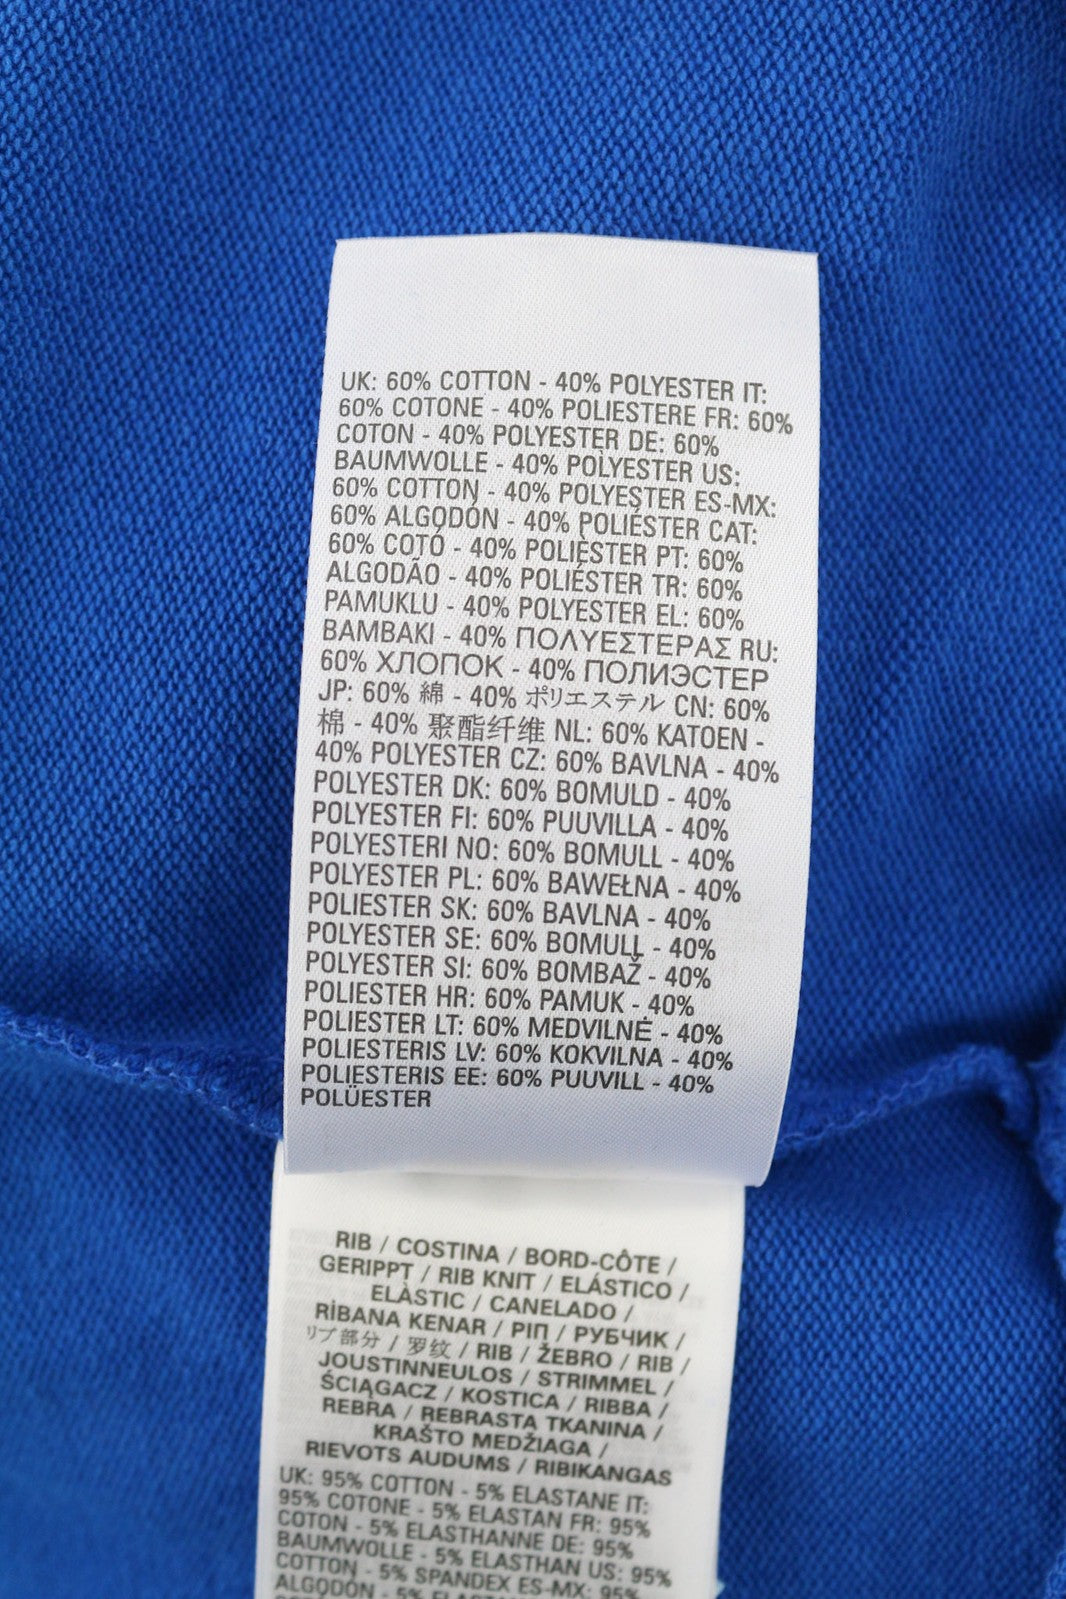 UK: 60% COTTON - 40% POLYESTER IT:
60% COTONE - 40% POLIESTERE FR: 60%
COTON - 40% POLYESTER DE: 60%
BAUMWOLLE - 40% POLYESTER US:
60% COTTON - 40% POLYESTER ES-MX:
60% ALGODÓN - 40% POLIÉSTER CAT:
60% COTÓ - 40% POLIÈSTER PT: 60%
ALGODÃO - 40% POLIÉSTER TR: 60%
PAMUKLU - 40% POLYESTER EL: 60%
BAMBAKI - 40% ΠΟΛΥΕΣΤΕΡΑΣ RU:
60% ХЛОПОК - 40% ПОЛИЭСТЕР
JP: 60% 綿 - 40% ポリエステル CN: 60%
棉 - 40% 聚酯纤维 NL: 60% KATOEN -
40% POLYESTER CZ: 60% BAVLNA - 40%
POLYESTER DK: 60% BOMULD - 40%
POLYESTER FI: 60% PUUVILLA - 40%
POLYESTERI NO: 60% BOMULL - 40%
POLYESTER PL: 60% BAWEŁNA - 40%
POLIESTER SK: 60% BAVLNA - 40%
POLYESTER SE: 60% BOMULL - 40%
POLYESTER SI: 60% BOMBAŽ - 40%
POLIESTER HR: 60% PAMUK - 40%
POLIESTER LT: 60% MEDVILNĖ - 40%
POLIESTERIS LV: 60% KOKVILNA - 40%
POLIESTERIS EE: 60% PUUVILL - 40%
POLÜESTER
RIB / COSTINA / BORD-CÔTE /
GERIPPT / RIB KNIT / ELÁSTICO /
ELÀSTIC / CANELADO /
RİBANA KENAR / ΡΙΠ / РУБЧИК /
リブ部分 / 罗纹 / RIB / ŽEBRO / RIB /
JOUSTINNEULOS / STRIMMEL /
ŚCIĄGACZ / KOSTICA / RIBBA /
REBRA / REBRASTA TKANINA /
KRAŠTO MEDŽIAGA /
RIEVOTS AUDUMS / RIBIKANGAS
UK: 95% COTTON - 5% ELASTANE IT:
95% COTONE - 5% ELASTAN FR: 95%
COTON - 5% ELASTHANNE DE: 95%
BAUMWOLLE - 5% ELASTHAN US: 95%
COTTON - 5% SPANDEX ES-MX: 95%
ALGODÓN - 5%